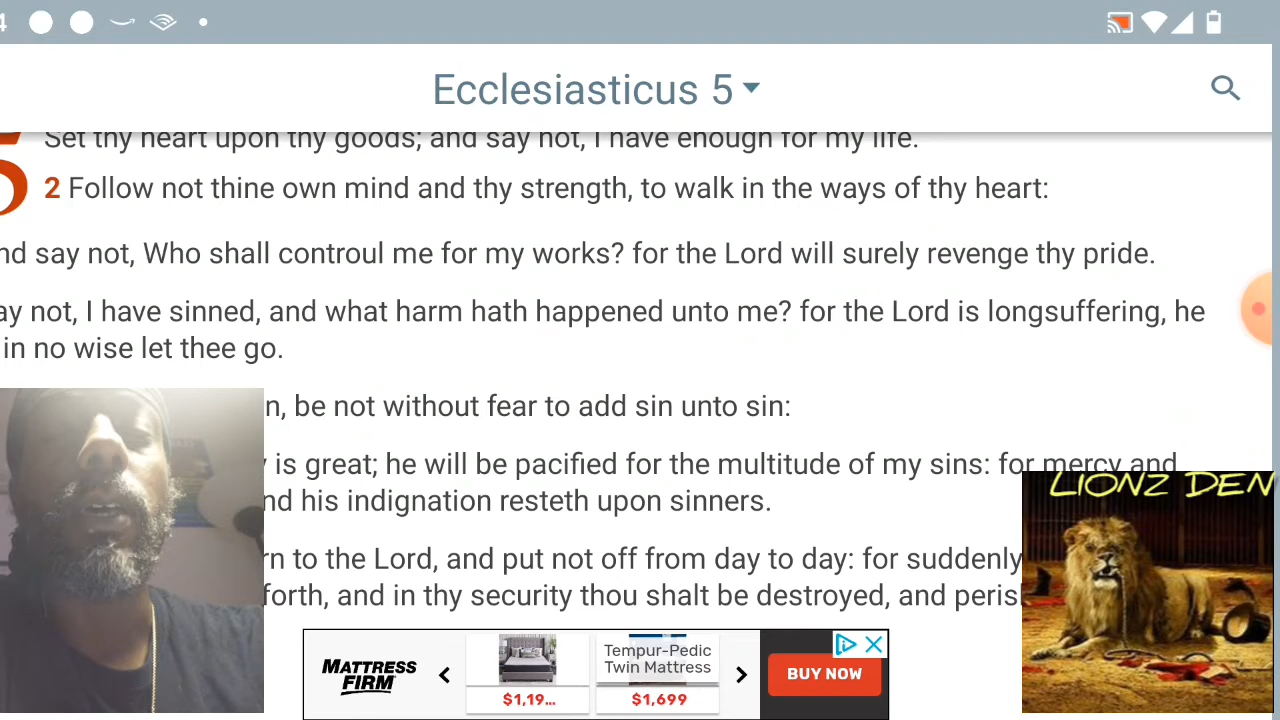 4
Ecclesiasticus 5
5 Set thy heart upon thy goods; and say not, I have enough for my life.
2 Follow not thine own mind and thy strength, to walk in the ways of thy heart:
nd say not, Who shall controul me for my works? for the Lord will surely revenge thy pride.
ay not, I have sinned, and what harm hath happened unto me? for the Lord is longsuffering, he
in no wise let thee go.
n, be not without fear to add sin unto sin:
is great; he will be pacified for the multitude of my sins: for mercy and
nd his indignation resteth upon sinners.
rn to the Lord, and put not off from day to day: for suddenly
forth, and in thy security thou shalt be destroyed, and peris
LIONZ DEN
MATTRESS
FIRM
$1,19...
Tempur-Pedic
Twin Mattress
$1,699
BUY NOW